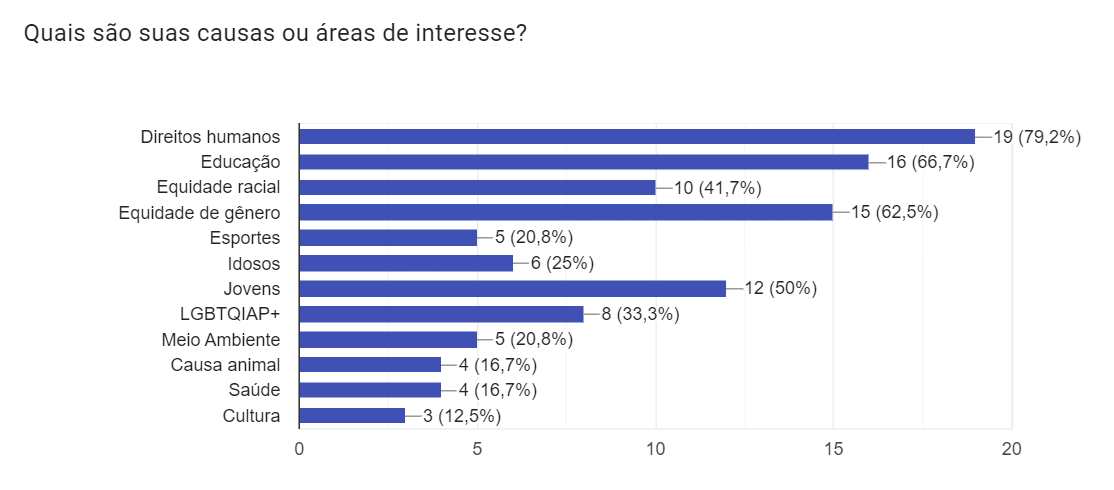 Quais são suas causas ou áreas de interesse?
Direitos humanos 19 (79,2%)
Educação 16 (66,7%)
Equidade racial 10 (41,7%)
Equidade de gênero 15 (62,5%)
Esportes 5 (20,8%)
Idosos 6 (25%)
Jovens 12 (50%)
LGBTQIAP+ 8 (33,3%)
Meio Ambiente 5 (20,8%)
Causa animal 4 (16,7%)
Saúde 4 (16,7%)
Cultura 3 (12,5%)
0 5 10 15 20